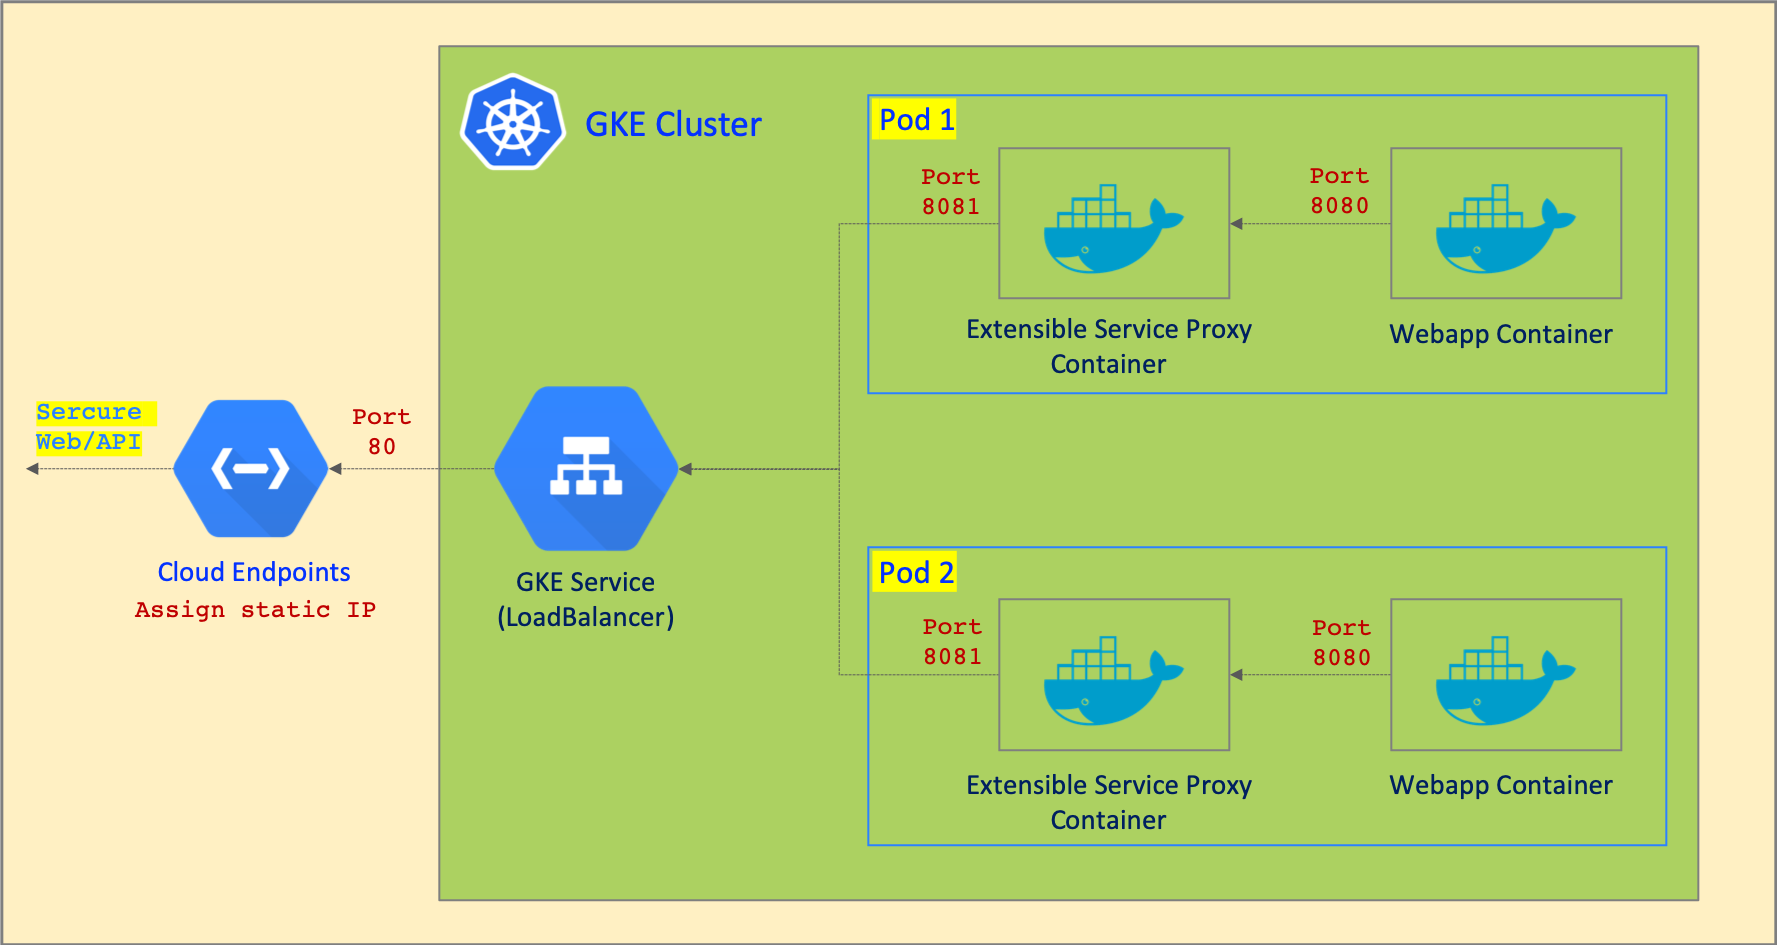 GKE Cluster
Pod 1
Port
8081
Port
8080
Extensible Service Proxy
Container
Webapp Container
Sercure
Web/API
Port
80
Cloud Endpoints
Assign static IP
GKE Service
(LoadBalancer)
Pod 2
Port
8081
Port
8080
Extensible Service Proxy
Container
Webapp Container